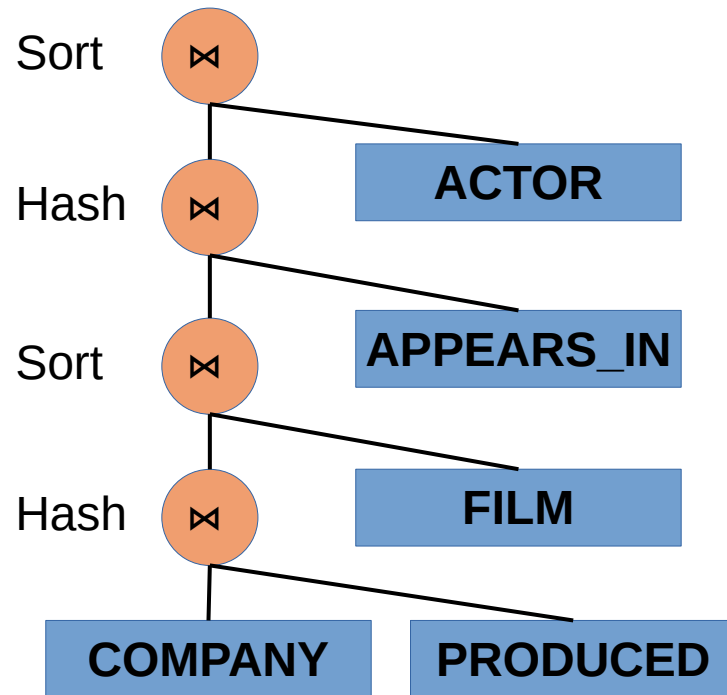 Sort ⋈
ACTOR
Hash ⋈
APPEARS_IN
Sort ⋈
FILM
Hash ⋈
COMPANY PRODUCED